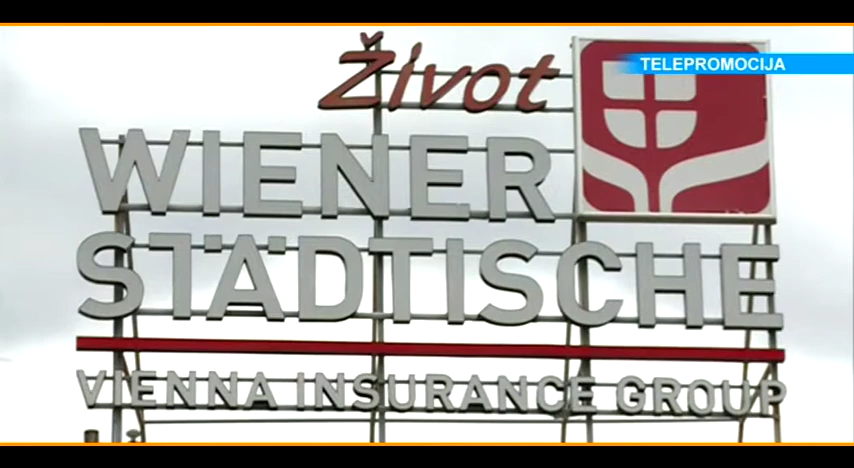 TELEPROMOCIJA
Život
WIENER
STÄDTISCHE
VIENNA INSURANCE GROUP